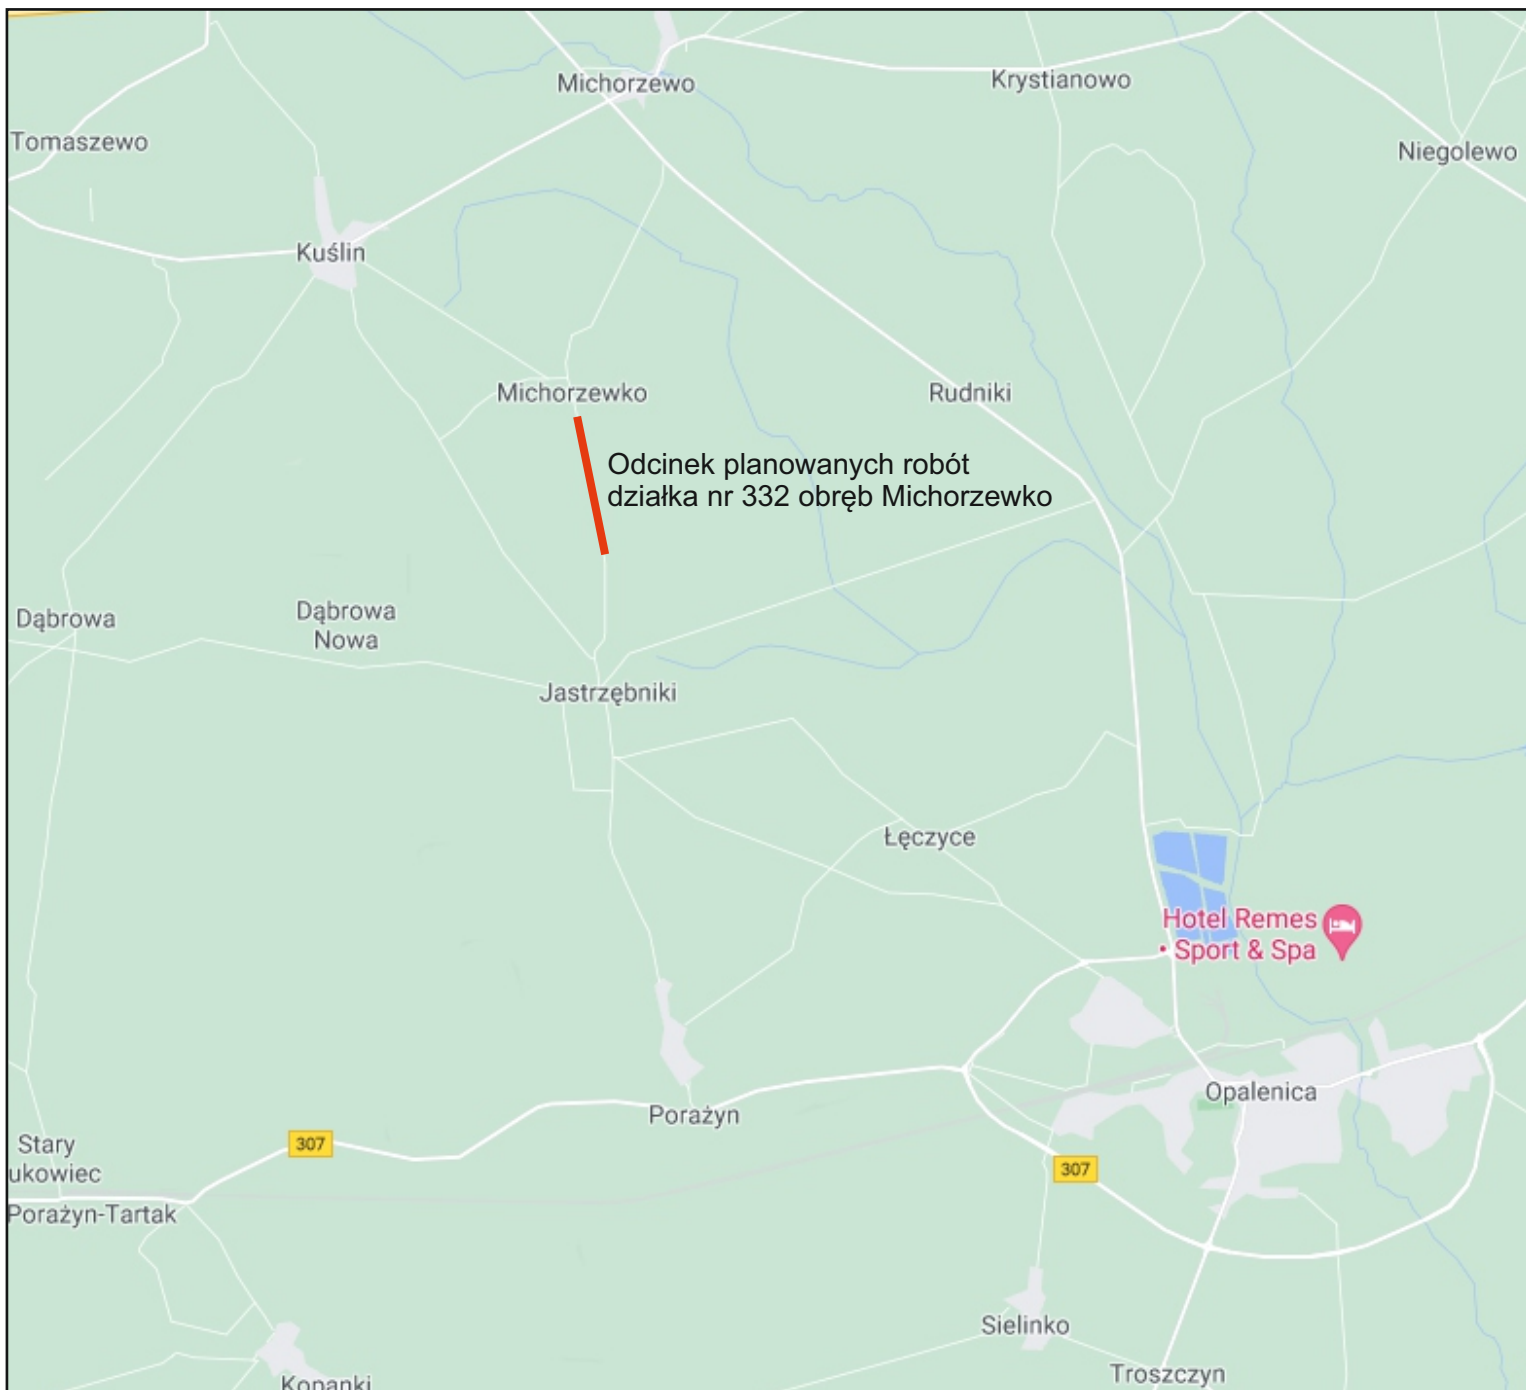 Michorzewo
Krystianowo
Tomaszewo
Niegolewo
Kuślin
Michorzewko
Rudniki
Odcinek planowanych robót
działka nr 332 obręb Michorzewko
Dąbrowa
Dąbrowa
Nowa
Jastrzębniki
Łęczyce
Hotel Remes
• Sport & Spa
Opalenica
Porażyn
307
Stary
ukowiec
307
Porażyn-Tartak
Sielinko
Troszczyn
Kopanki